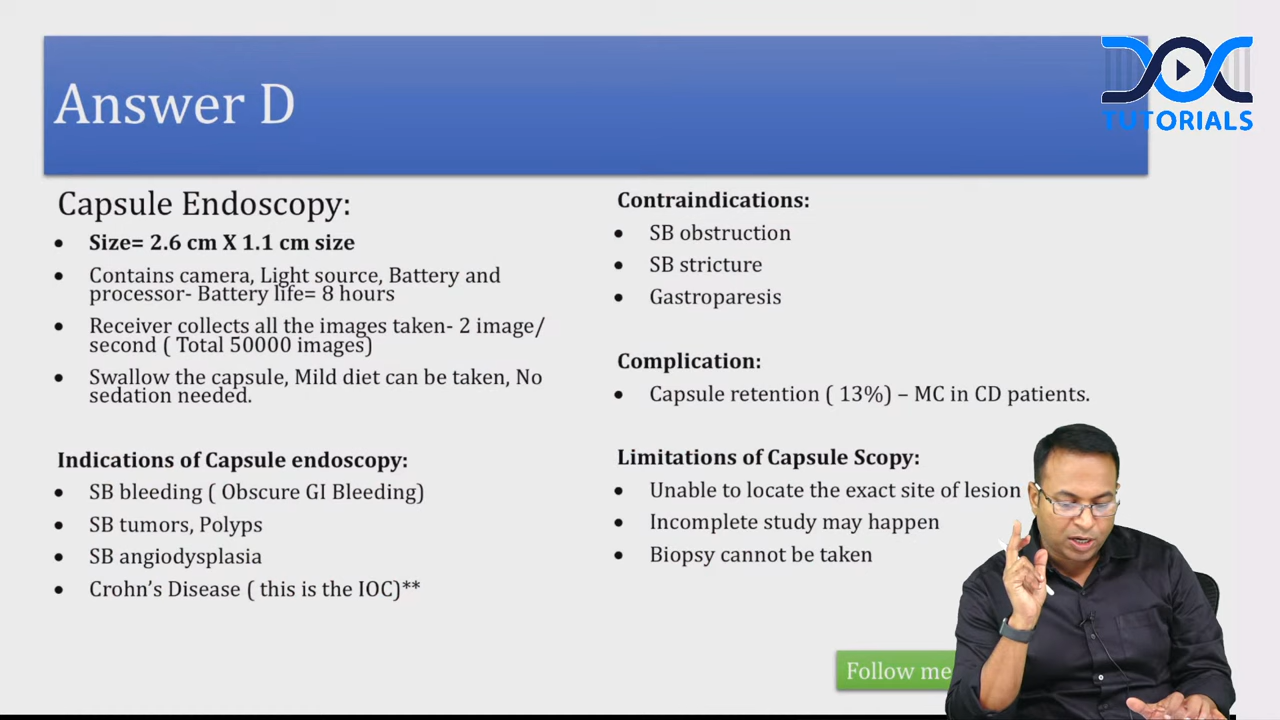 Answer D
DOC
TUTORIALS
Capsule Endoscopy:
• Size= 2.6 cm X 1.1 cm size
• Contains camera, Light source, Battery and
processor- Battery life= 8 hours
• Receiver collects all the images taken- 2 image/
second ( Total 50000 images)
• Swallow the capsule, Mild diet can be taken, No
sedation needed.
Indications of Capsule endoscopy:
• SB bleeding ( Obscure GI Bleeding)
• SB tumors, Polyps
• SB angiodysplasia
• Crohn's Disease ( this is the IOC)**
Contraindications:
• SB obstruction
• SB stricture
• Gastroparesis
Complication:
• Capsule retention ( 13%) – MC in CD patients.
Limitations of Capsule Scopy:
• Unable to locate the exact site of lesion
• Incomplete study may happen
• Biopsy cannot be taken
Follow me